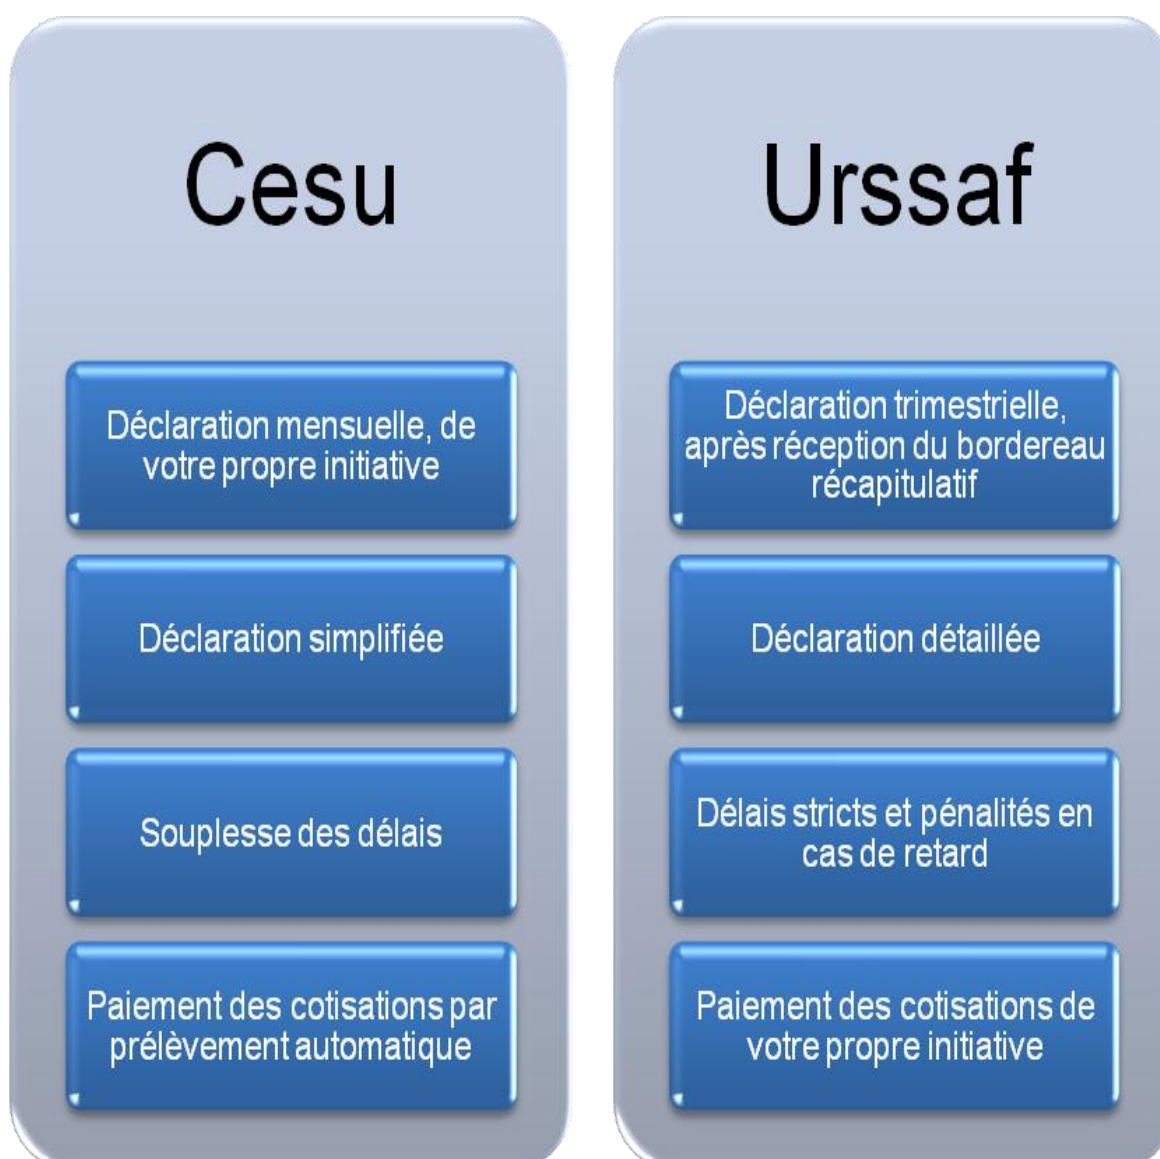 Cesu
Déclaration mensuelle, de
votre propre initiative
Déclaration simplifiée
Souplesse des délais
Paiement des cotisations par
prélèvement automatique
Urssaf
Déclaration trimestrielle,
après réception du bordereau
récapitulatif
Déclaration détaillée
Délais stricts et pénalités en
cas de retard
Paiement des cotisations de
votre propre initiative